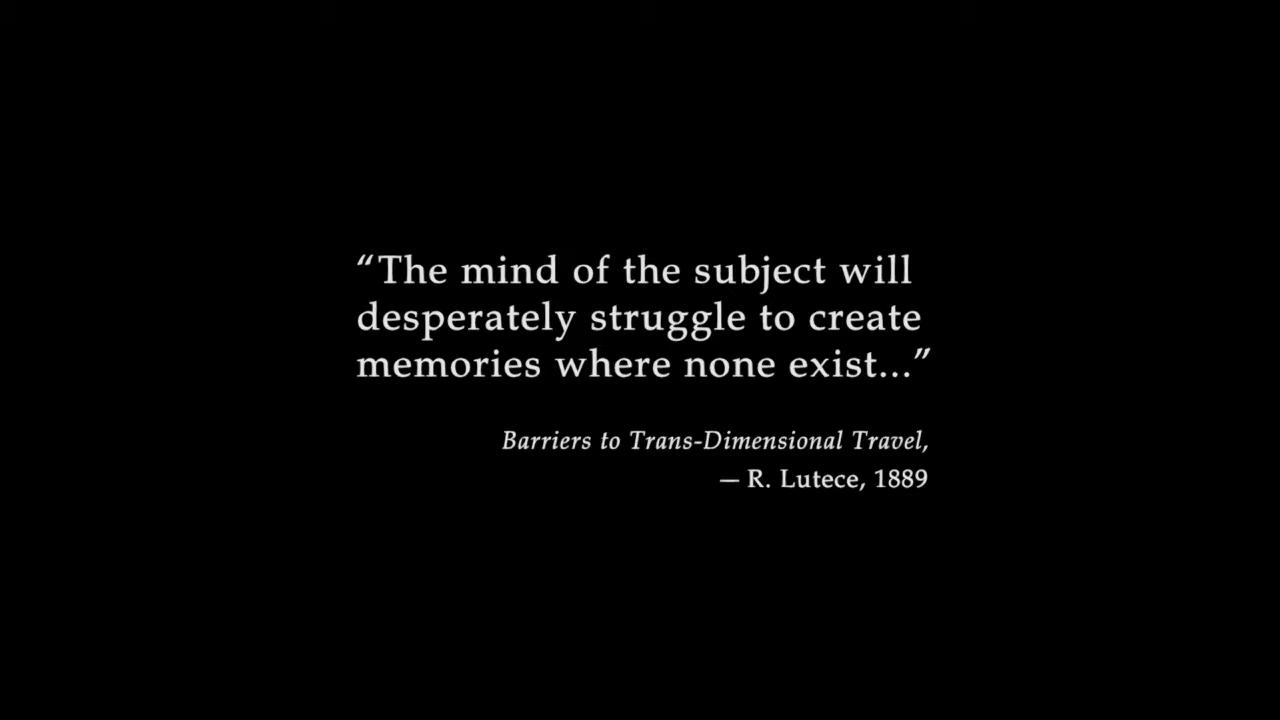 “The mind of the subject will
desperately struggle to create
memories where none exist...”
Barriers to Trans-Dimensional Travel,
— R. Lutece, 1889